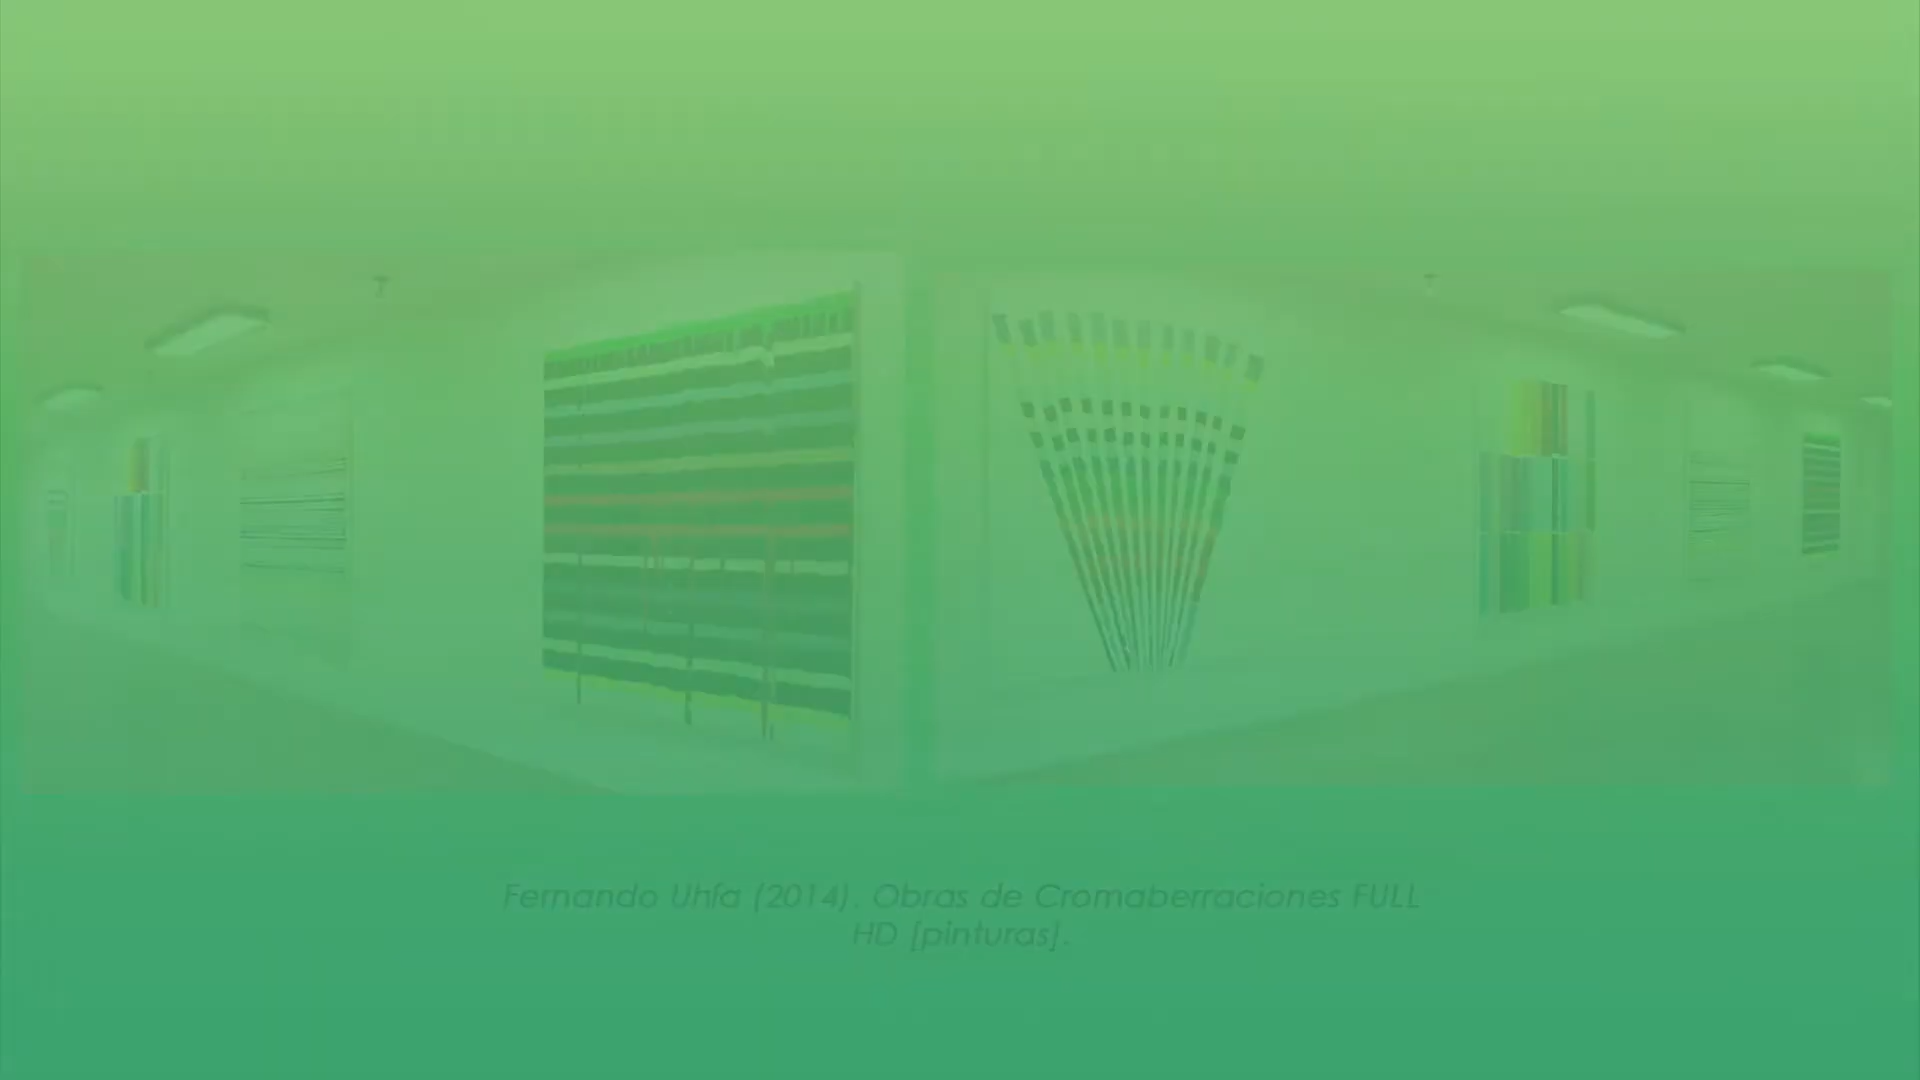 Fernando Uhía (2014). Obras de Cromaberraciones FULL
HD [pinturas].